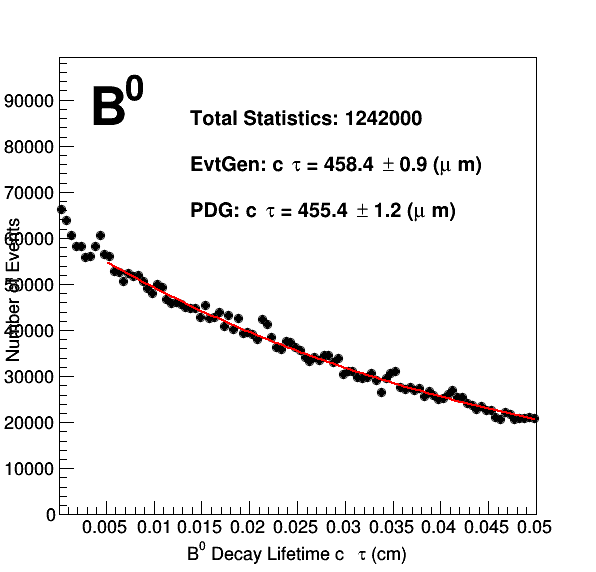 B0
Total Statistics: 1242000
EvtGen: c τ = 458.4 ± 0.9 (μ m)
PDG: c τ = 455.4 ± 1.2 (μ m)
Number of Events
90000
80000
70000
60000
50000
40000
30000
20000
10000
0
0.005 0.01 0.015 0.02 0.025 0.03 0.035 0.04 0.045 0.05
B0 Decay Lifetime c τ (cm)